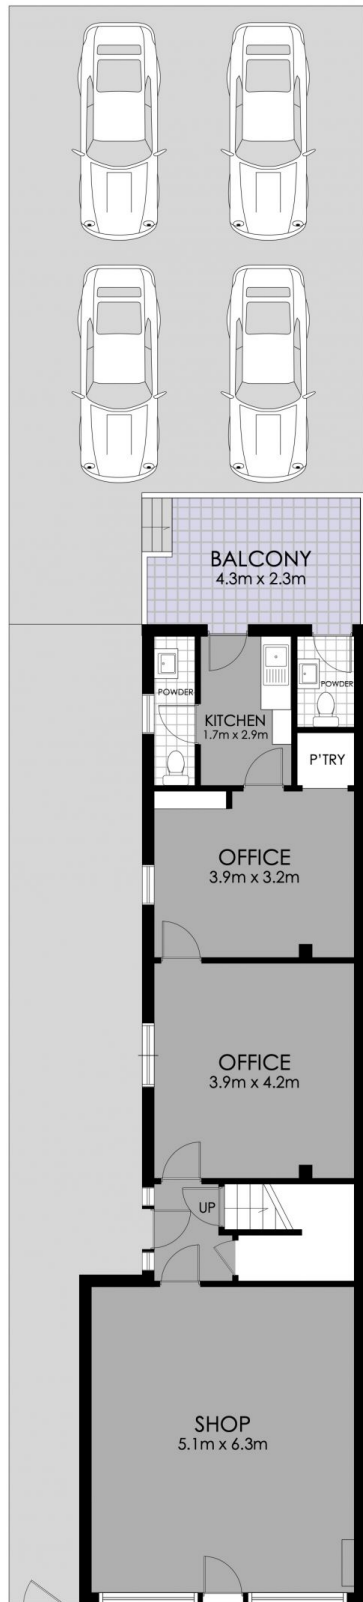 BALCONY
4.3m x 2.3m
POWDER
POWDER
KITCHEN
1.7m x 2.9m
P'TRY
OFFICE
3.9m x 3.2m
OFFICE
3.9m x 4.2m
UP
SHOP
5.1m x 6.3m